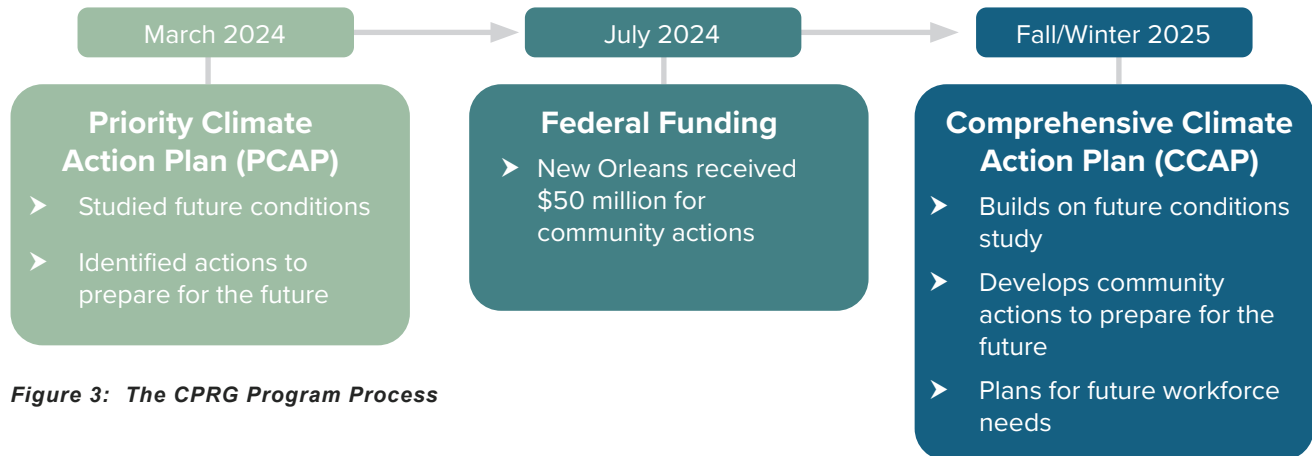 March 2024
Priority Climate
Action Plan (PCAP)
➤ Studied future conditions
➤ Identified actions to
prepare for the future
July 2024
Federal Funding
➤ New Orleans received
$50 million for
community actions
Fall/Winter 2025
Comprehensive Climate
Action Plan (CCAP)
➤ Builds on future conditions
study
➤ Develops community
actions to prepare for the
future
➤ Plans for future workforce
needs
Figure 3: The CPRG Program Process